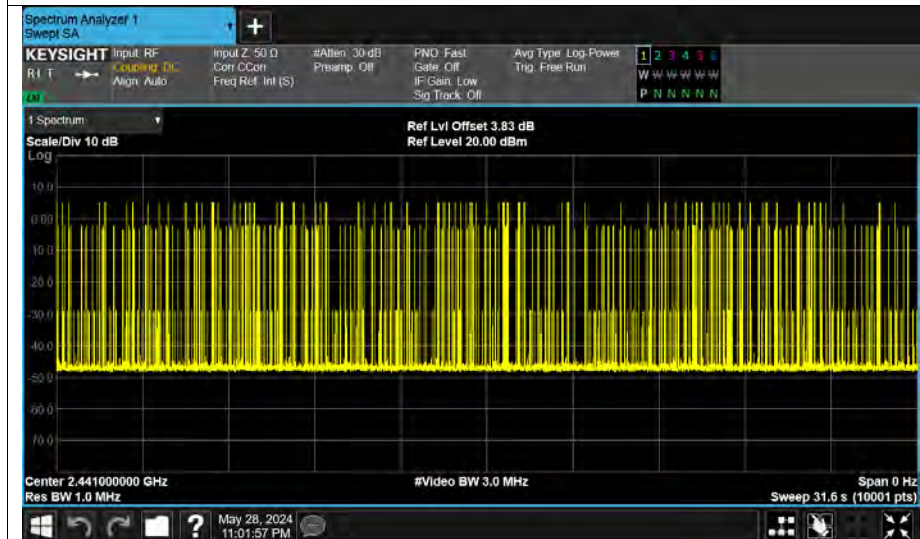 Spectrum Analyzer 1
Swept SA
+
KEYSIGHT Input: RF Input Z: 50 Ω #Atten: 30 dB PNO: Fast Avg Type: Log-Power 1 2 3 4 5 6
RLT Coupling: DC Corr CCorr Preamp: Off Gate: Off Trig: Free Run W W W W W W
Align: Auto Freq Ref: Int (S) IF Gain: Low P N N N N N
Sig Track: Off
1 Spectrum
Ref Lvl Offset 3.83 dB
Scale/Div 10 dB Ref Level 20.00 dBm
Log
10.0
0.00
-10.0
-20.0
-30.0
-40.0
-50.0
-60.0
-70.0
Center 2.441000000 GHz #Video BW 3.0 MHz Span 0 Hz
Res BW 1.0 MHz Sweep 31.6 s (10001 pts)
? May 28, 2024
11:01:57 PM